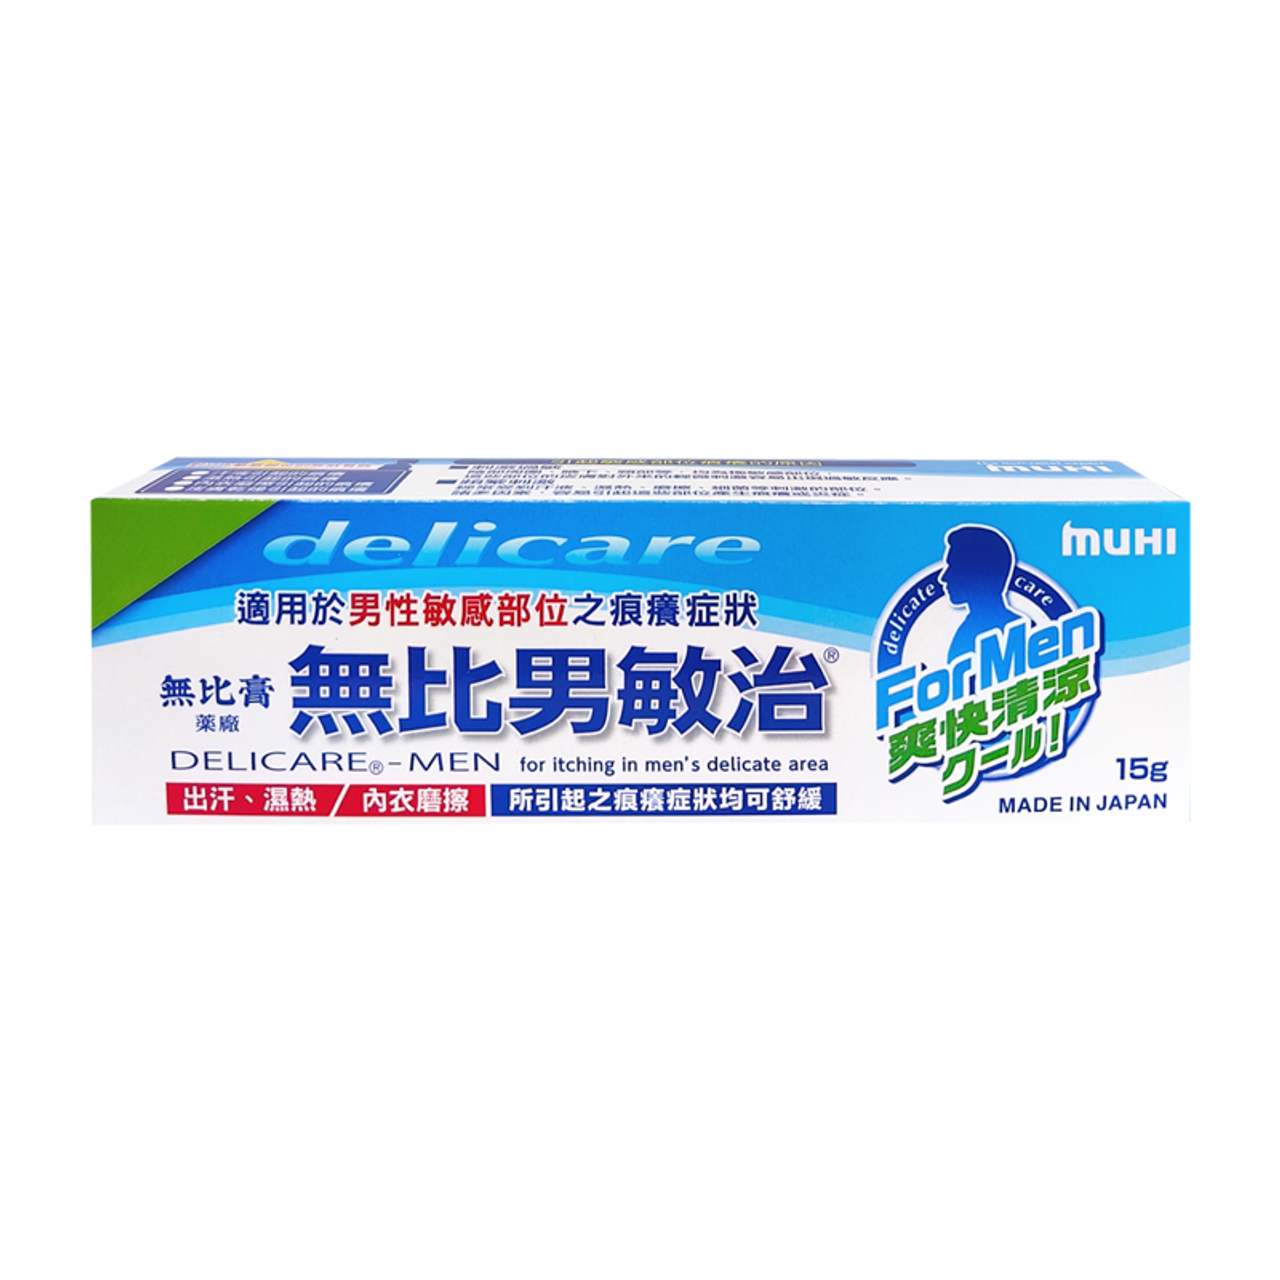 delicare
muHI
適用於男性敏感部位之痕癢症狀
delicate care
無比膏
藥廠
無比男敏治®
For Men
爽快清涼
クール!
DELICARE®-MEN for itching in men's delicate area
出汗、濕熱/內衣磨擦 所引起之痕癢症狀均可舒緩
15g
MADE IN JAPAN